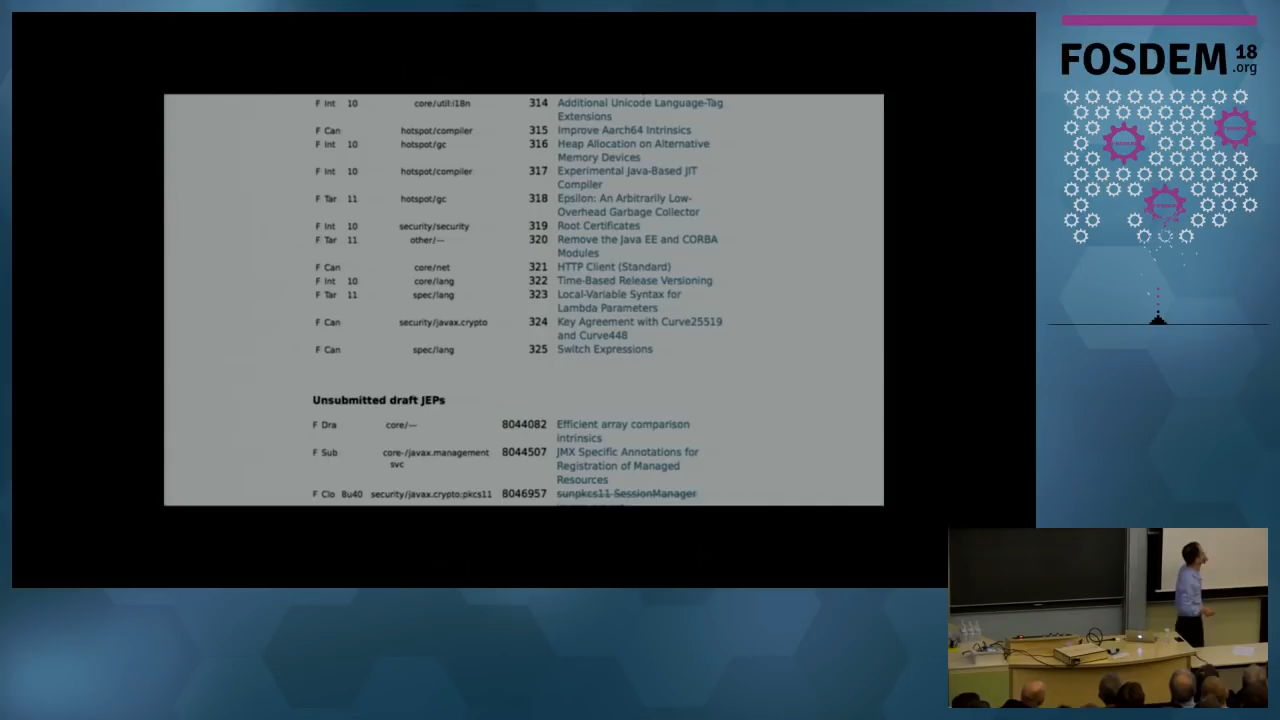 FOSDEM 18
.org
F Int 10 core/util:i18n 314 Additional Unicode Language-Tag
Extensions
F Can hotspot/compiler 315 Improve Aarch64 Intrinsics
F Int 10 hotspot/gc 316 Heap Allocation on Alternative
Memory Devices
F Int 10 hotspot/compiler 317 Experimental Java-Based JIT
Compiler
F Tar 11 hotspot/gc 318 Epsilon: An Arbitrarily Low-
Overhead Garbage Collector
F Int 10 security/security 319 Root Certificates
F Tar 11 other/— 320 Remove the Java EE and CORBA
Modules
F Can core/net 321 HTTP Client (Standard)
F Int 10 core/lang 322 Time-Based Release Versioning
F Tar 11 spec/lang 323 Local-Variable Syntax for
Lambda Parameters
F Can security/javax.crypto 324 Key Agreement with Curve25519
and Curve448
F Can spec/lang 325 Switch Expressions
Unsubmitted draft JEPs
F Dra core/— 8044082 Efficient array comparison
intrinsics
F Sub core-/javax.management 8044507 JMX Specific Annotations for
svc Registration of Managed
Resources
F Clo 8u40 security/javax.crypto:pkcs11 8046957 sunpkcs11 SessionManager